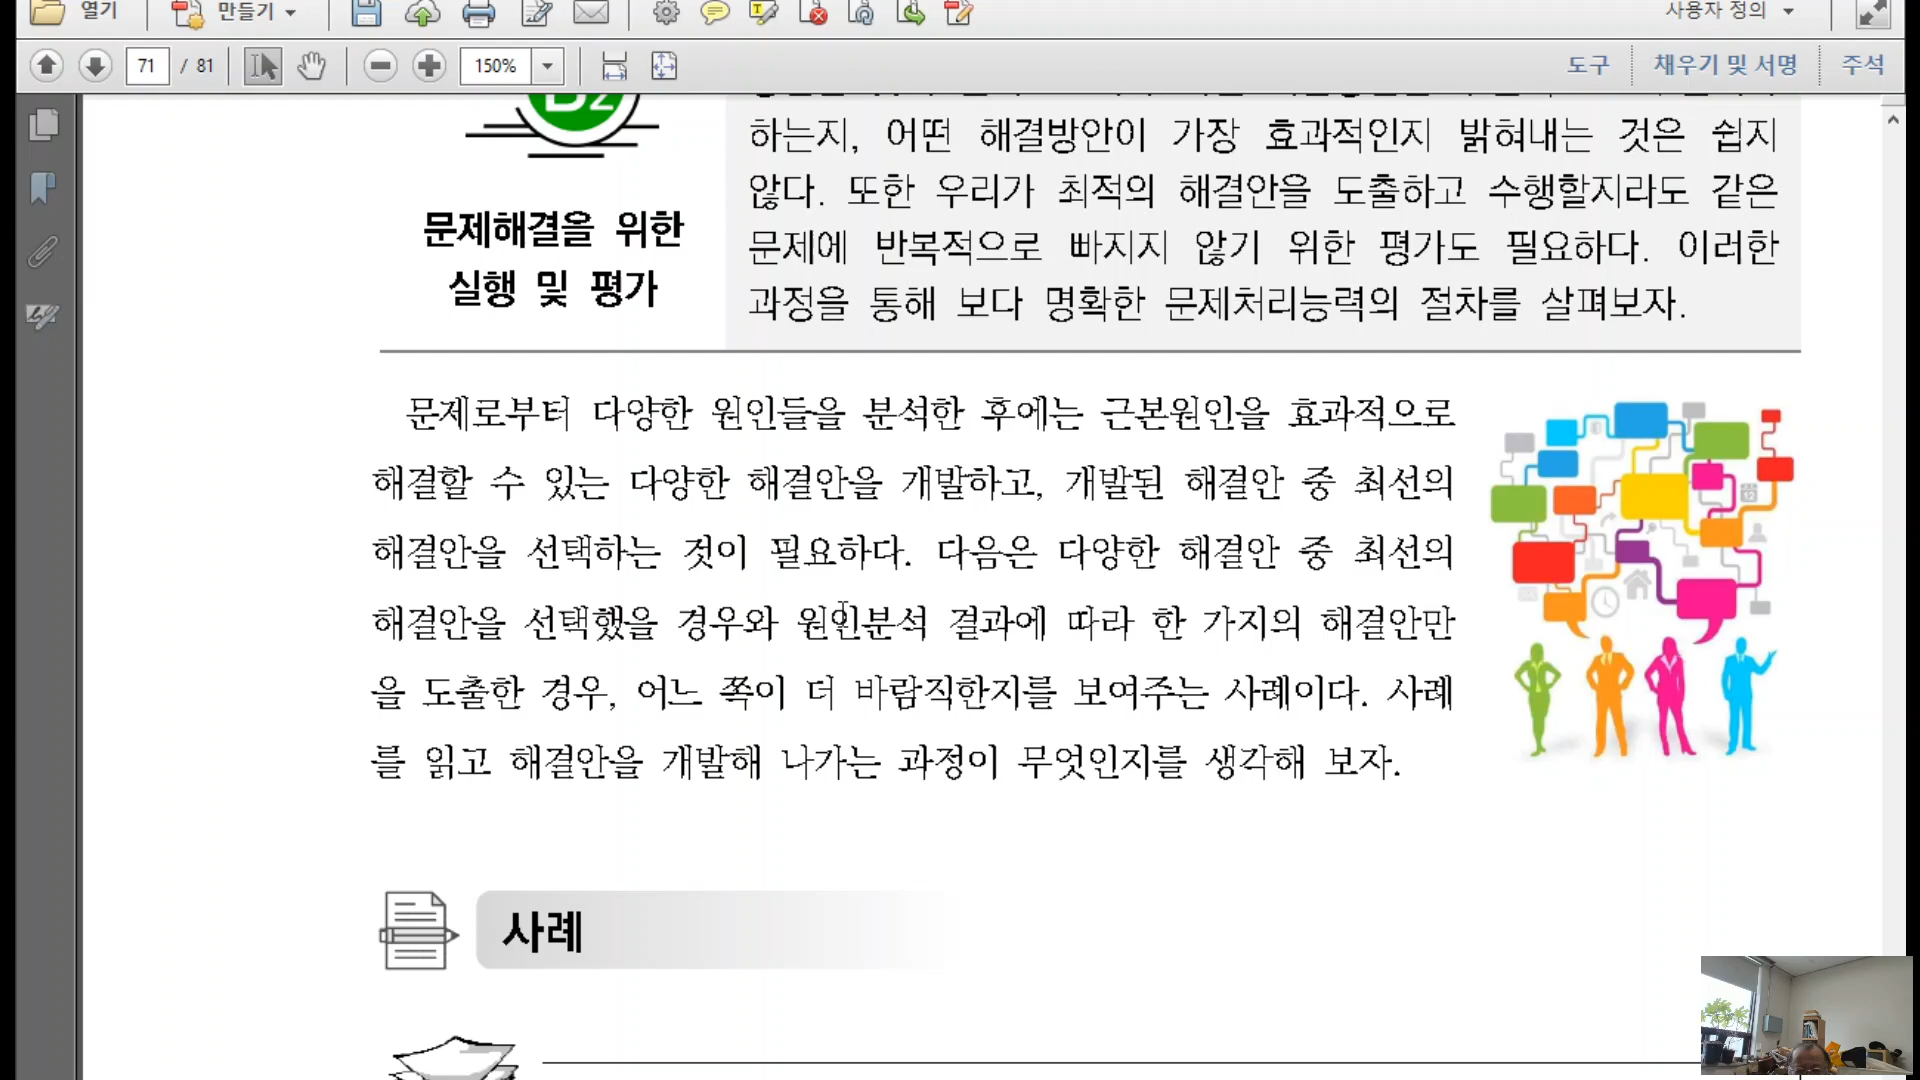 열기
만들기
사용자 정의
71 / 81
150%
도구
채우기 및 서명
주석
B2
문제해결을 위한
실행 및 평가
하는지, 어떤 해결방안이 가장 효과적인지 밝혀내는 것은 쉽지
않다. 또한 우리가 최적의 해결안을 도출하고 수행할지라도 같은
문제에 반복적으로 빠지지 않기 위한 평가도 필요하다. 이러한
과정을 통해 보다 명확한 문제처리능력의 절차를 살펴보자.
문제로부터 다양한 원인들을 분석한 후에는 근본원인을 효과적으로
해결할 수 있는 다양한 해결안을 개발하고, 개발된 해결안 중 최선의
해결안을 선택하는 것이 필요하다. 다음은 다양한 해결안 중 최선의
해결안을 선택했을 경우와 원인분석 결과에 따라 한 가지의 해결안만
을 도출한 경우, 어느 쪽이 더 바람직한지를 보여주는 사례이다. 사례
를 읽고 해결안을 개발해 나가는 과정이 무엇인지를 생각해 보자.
사례